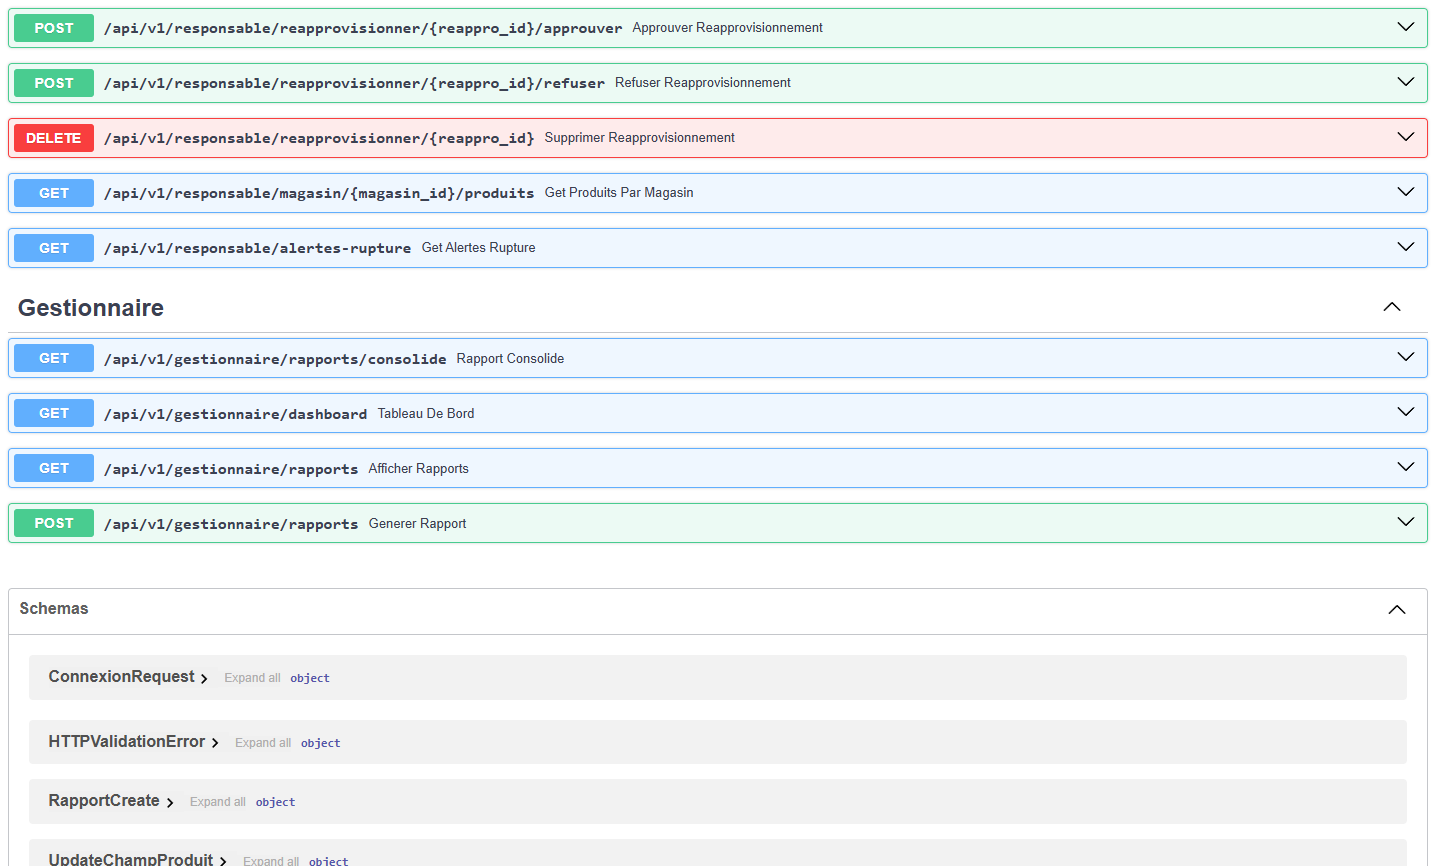 POST /api/v1/responsable/reapprovisionner/{reappro_id}/approuver Approuver Reapprovisionnement
POST /api/v1/responsable/reapprovisionner/{reappro_id}/refuser Refuser Reapprovisionnement
DELETE /api/v1/responsable/reapprovisionner/{reappro_id} Supprimer Reapprovisionnement
GET /api/v1/responsable/magasin/{magasin_id}/produits Get Produits Par Magasin
GET /api/v1/responsable/alertes-rupture Get Alertes Rupture
Gestionnaire
GET /api/v1/gestionnaire/rapports/consolide Rapport Consolide
GET /api/v1/gestionnaire/dashboard Tableau De Bord
GET /api/v1/gestionnaire/rapports Afficher Rapports
POST /api/v1/gestionnaire/rapports Generer Rapport
Schemas
ConnexionRequest Expand all object
HTTPValidationError Expand all object
RapportCreate Expand all object
UpdateChampProduit Expand all object